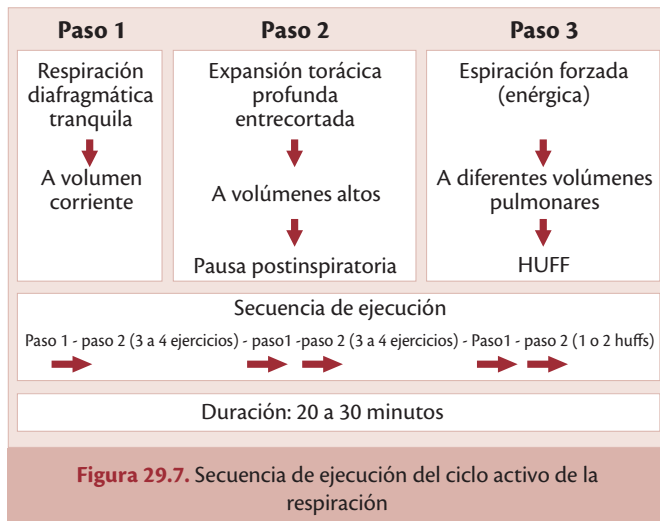 Paso 1
Paso 2
Paso 3
Respiración
diafragmática
tranquila
A volumen
corriente
Expansión torácica
profunda
entrecortada
A volúmenes altos
Pausa postinspiratoria
Espiración forzada
(enérgica)
A diferentes volúmenes
pulmonares
HUFF
Secuencia de ejecución
Paso 1 - paso 2 (3 a 4 ejercicios) - paso1 -paso 2 (3 a 4 ejercicios) - Paso1 - paso 2 (1 o 2 huffs)
Duración: 20 a 30 minutos
Figura 29.7. Secuencia de ejecución del ciclo activo de la
respiración